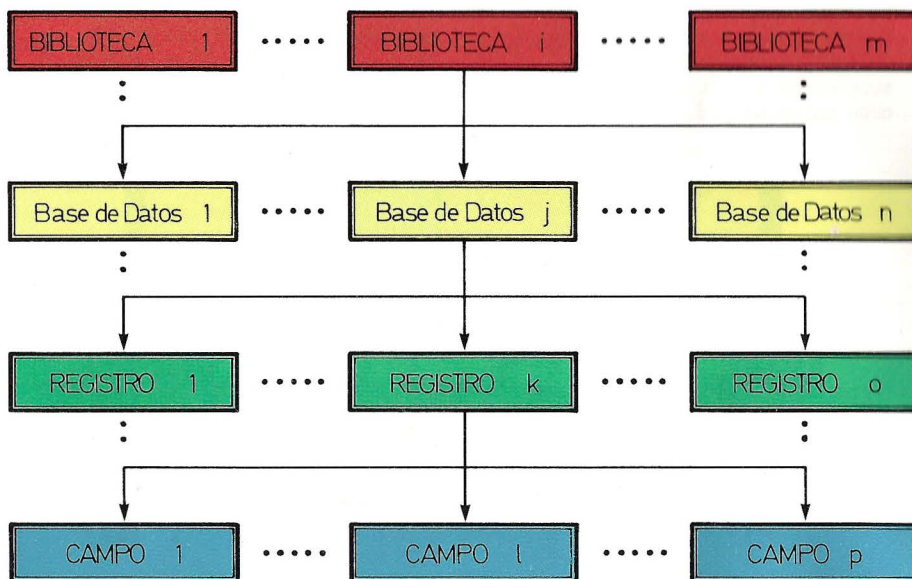 BIBLIOTECA 1 ..... BIBLIOTECA i ..... BIBLIOTECA m
Base de Datos 1 ..... Base de Datos j ..... Base de Datos n
REGISTRO 1 ..... REGISTRO k ..... REGISTRO o
CAMPO 1 ..... CAMPO l ..... CAMPO p